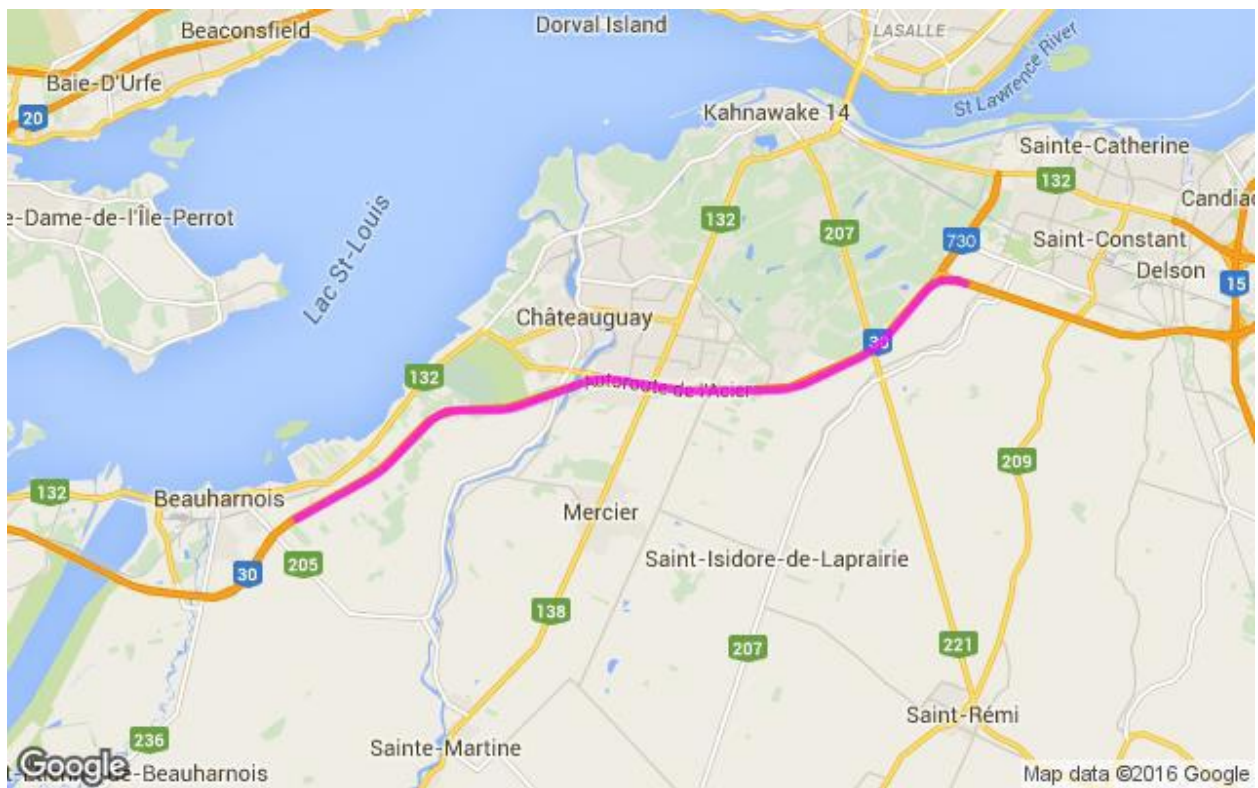 Beaconsfield
Dorval Island
LASALLE
Baie-D'Urfe
20
St Lawrence River
Kahnawake 14
Sainte-Catherine
132
Candiac
e-Dame-de-l'Île-Perrot
132
207
730
Saint-Constant
Delson
15
Lac St-Louis
Châteauguay
30
132
Autoroute de l'Acier
209
132
Beauharnois
Mercier
205
30
Saint-Isidore-de-Laprairie
138
207
221
Saint-Rémi
236
Sainte-Martine
t-Étienne-de-Beauharnois
Google
Map data ©2016 Google